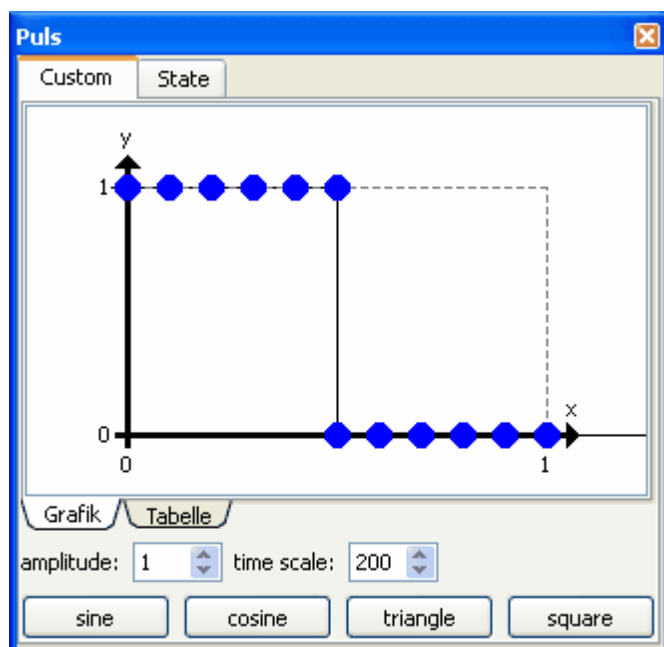 Puls
Custom State
y
1
0
x
0 1
Grafik Tabelle
amplitude: 1 time scale: 200
sine cosine triangle square